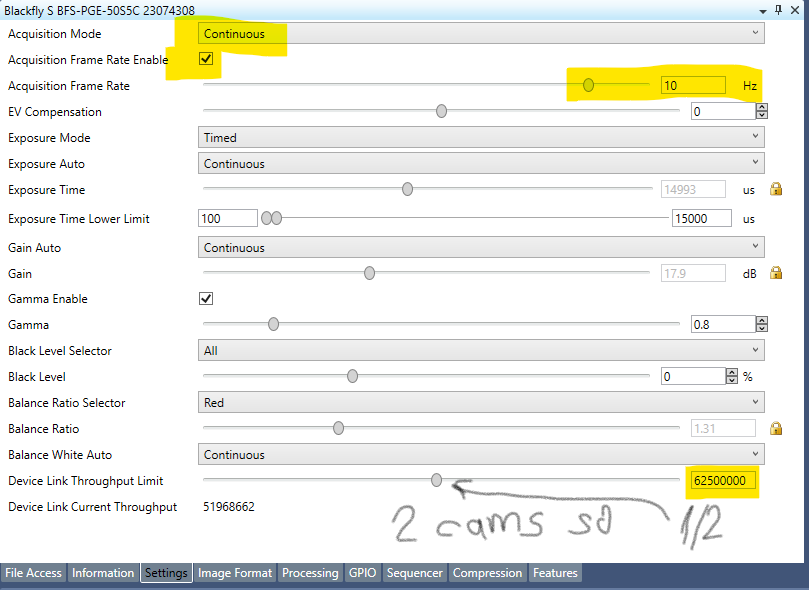 Blackfly S BFS-PGE-50S5C 23074308
Acquisition Mode Continuous
Acquisition Frame Rate Enable
Acquisition Frame Rate 10 Hz
EV Compensation 0
Exposure Mode Timed
Exposure Auto Continuous
Exposure Time 14993 us
Exposure Time Lower Limit 100 15000 us
Gain Auto Continuous
Gain 17.9 dB
Gamma Enable
Gamma 0.8
Black Level Selector All
Black Level 0 %
Balance Ratio Selector Red
Balance Ratio 1.31
Balance White Auto Continuous
Device Link Throughput Limit 62500000
Device Link Current Throughput 51968662
2 cams so 1/2
File Access Information Settings Image Format Processing GPIO Sequencer Compression Features